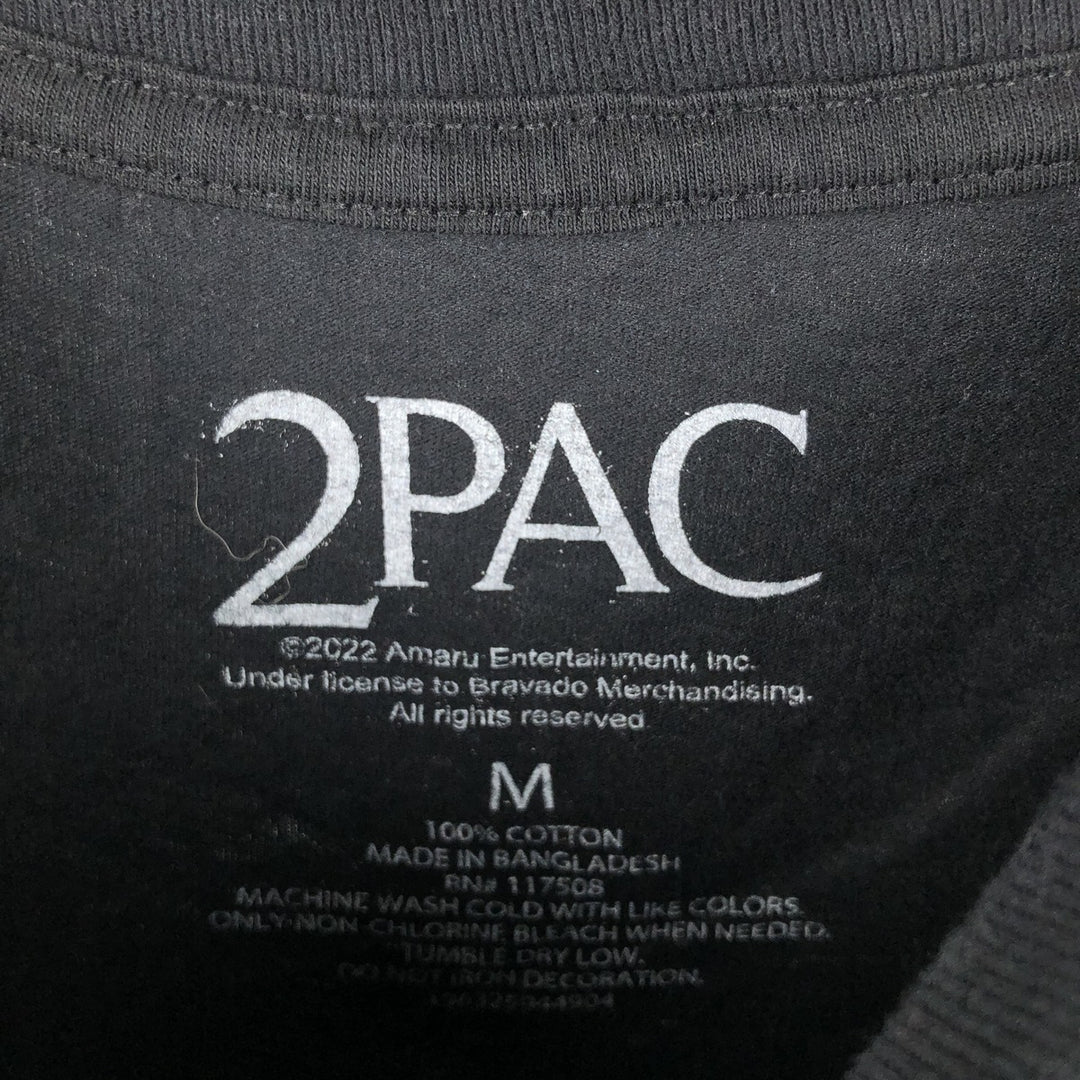 2PAC
©2022 Amaru Entertainment, Inc.
Under license to Bravado Merchandising.
All rights reserved
M
100% COTTON
MADE IN BANGLADESH
RN# 117508
MACHINE WASH COLD WITH LIKE COLORS.
ONLY NON-CHLORINE BLEACH WHEN NEEDED.
TUMBLE DRY LOW.
DO NOT IRON DECORATION.